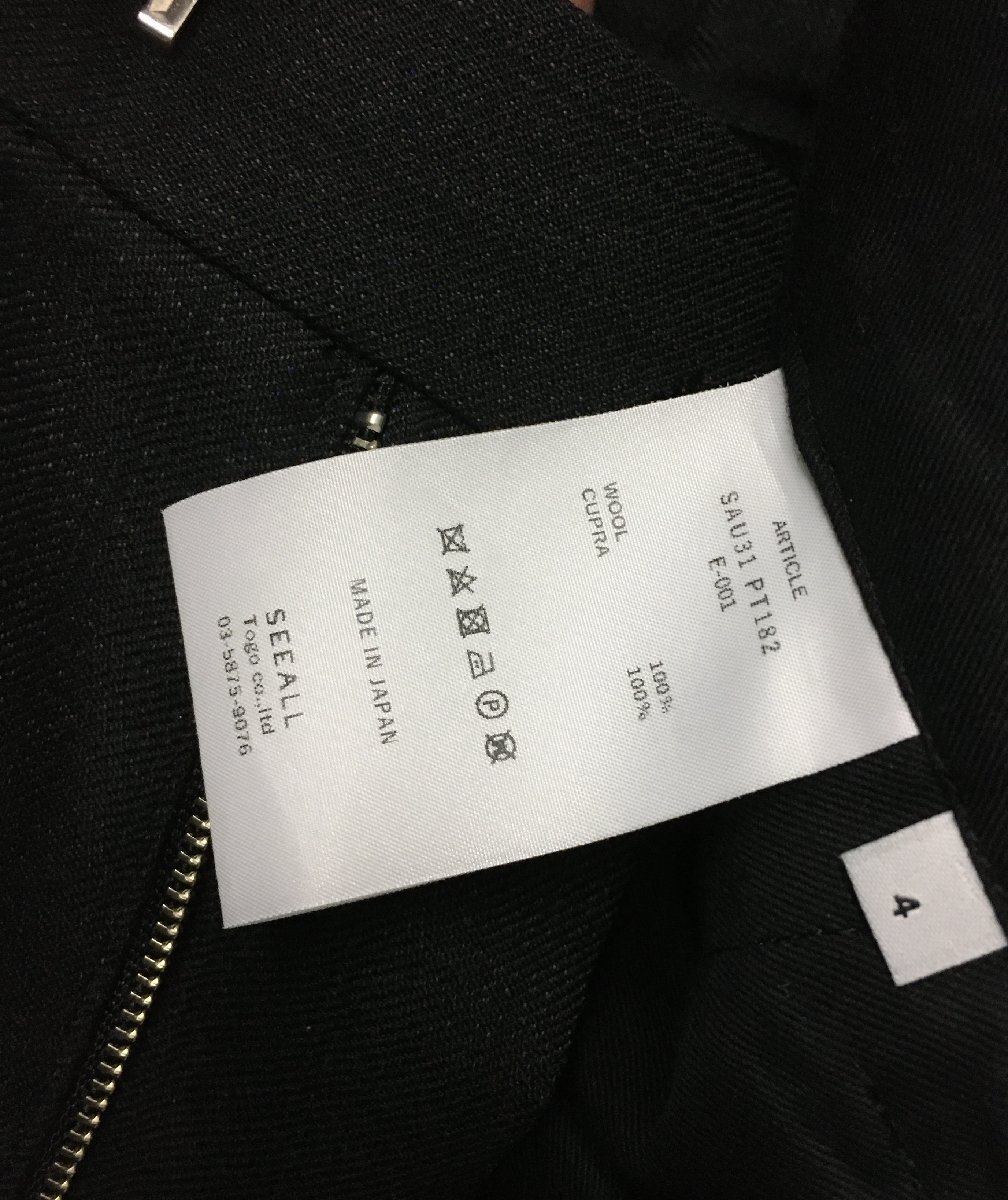 ARTICLE
SAU31 PT182
E-001
WOOL 100%
CUPRA 100%
P
MADE IN JAPAN
SEEALL
Togo co.,ltd
03-5875-9076
4